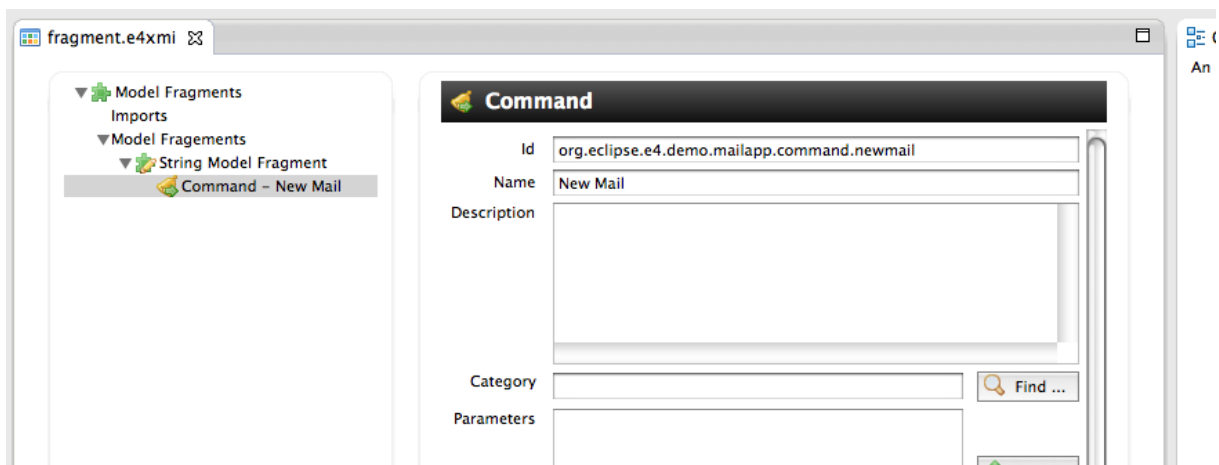 fragment.e4xmi
An
Model Fragments
Imports
Model Fragements
String Model Fragment
Command – New Mail
Command
Id org.eclipse.e4.demo.mailapp.command.newmail
Name New Mail
Description
Category Find ...
Parameters